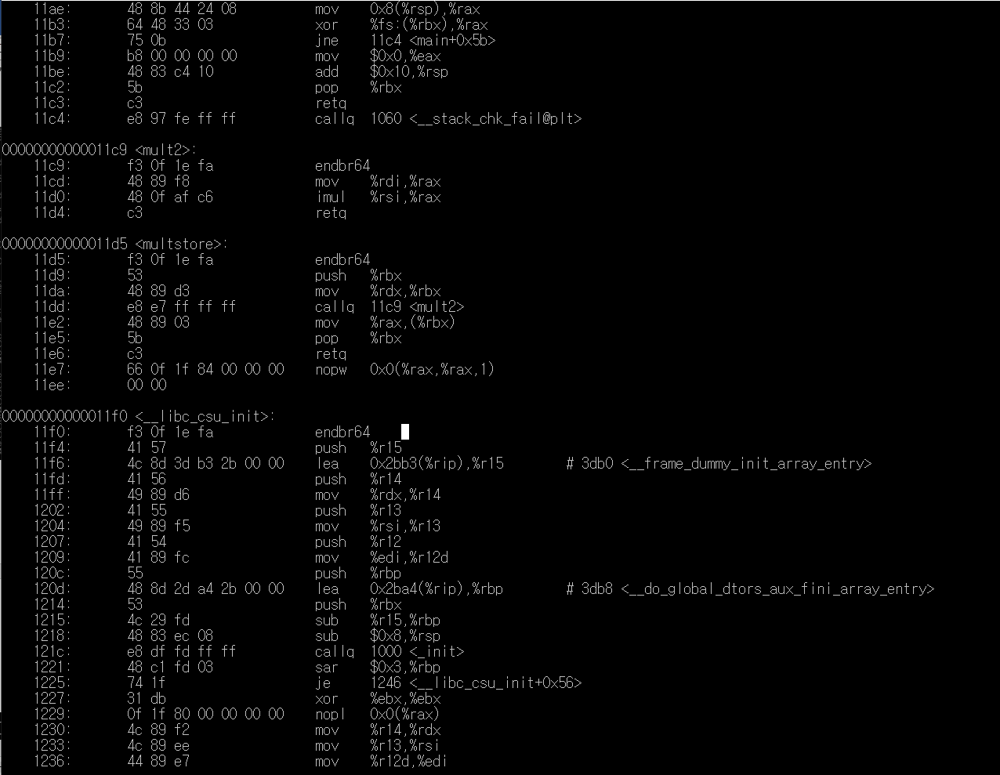 11ae: 48 8b 44 24 08 mov 0x8(%rsp),%rax
11b3: 64 48 33 03 xor %fs:(%rbx),%rax
11b7: 75 0b jne 11c4 <main+0x5b>
11b9: b8 00 00 00 00 mov $0x0,%eax
11be: 48 83 c4 10 add $0x10,%rsp
11c2: 5b pop %rbx
11c3: c3 retq
11c4: e8 97 fe ff ff callq 1060 <__stack_chk_fail@plt>
00000000000011c9 <mult2>:
11c9: f3 0f 1e fa endbr64
11cd: 48 89 f8 mov %rdi,%rax
11d0: 48 0f af c6 imul %rsi,%rax
11d4: c3 retq
00000000000011d5 <multstore>:
11d5: f3 0f 1e fa endbr64
11d9: 53 push %rbx
11da: 48 89 d3 mov %rdx,%rbx
11dd: e8 e7 ff ff ff callq 11c9 <mult2>
11e2: 48 89 03 mov %rax,(%rbx)
11e5: 5b pop %rbx
11e6: c3 retq
11e7: 66 0f 1f 84 00 00 00 nopw 0x0(%rax,%rax,1)
11ee: 00 00
00000000000011f0 <__libc_csu_init>:
11f0: f3 0f 1e fa endbr64
11f4: 41 57 push %r15
11f6: 4c 8d 3d b3 2b 00 00 lea 0x2bb3(%rip),%r15 # 3db0 <__frame_dummy_init_array_entry>
11fd: 41 56 push %r14
11ff: 49 89 d6 mov %rdx,%r14
1202: 41 55 push %r13
1204: 49 89 f5 mov %rsi,%r13
1207: 41 54 push %r12
1209: 41 89 fc mov %edi,%r12d
120c: 55 push %rbp
120d: 48 8d 2d a4 2b 00 00 lea 0x2ba4(%rip),%rbp # 3db8 <__do_global_dtors_aux_fini_array_entry>
1214: 53 push %rbx
1215: 4c 29 fd sub %r15,%rbp
1218: 48 83 ec 08 sub $0x8,%rsp
121c: e8 df fd ff ff callq 1000 <_init>
1221: 48 c1 fd 03 sar $0x3,%rbp
1225: 74 1f je 1246 <__libc_csu_init+0x56>
1227: 31 db xor %ebx,%ebx
1229: 0f 1f 80 00 00 00 00 nopl 0x0(%rax)
1230: 4c 89 f2 mov %r14,%rdx
1233: 4c 89 ee mov %r13,%rsi
1236: 44 89 e7 mov %r12d,%edi